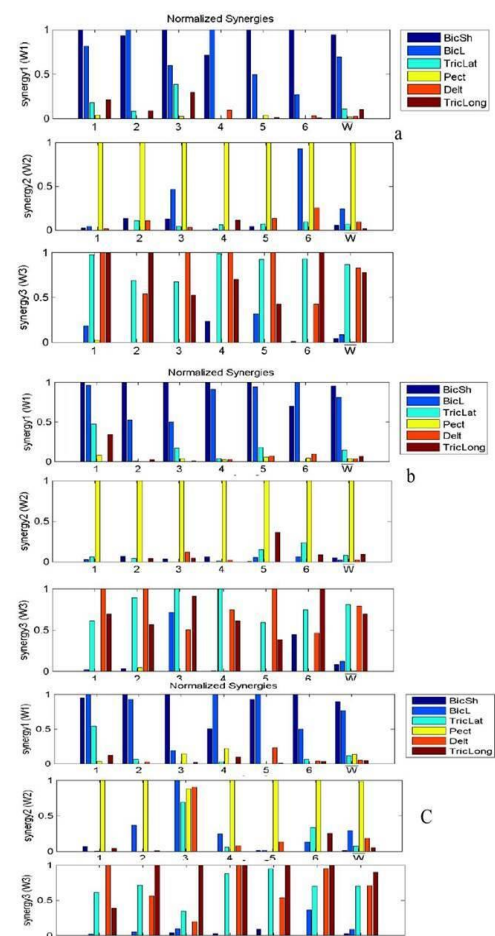 Normalized Synergies
synergy1 (W1)
1
0.5
0
1 2 3 4 5 6 W
BicSh
BicL
TricLat
Pect
Delt
TricLong
a
synergy2 (W2)
1
0.5
0
1 2 3 4 5 6 W
synergy3 (W3)
1
0.5
0
1 2 3 4 5 6 W
Normalized Synergies
synergy1 (W1)
1
0.5
0
1 2 3 4 5 6 W
BicSh
BicL
TricLat
Pect
Delt
TricLong
b
synergy2 (W2)
1
0.5
0
1 2 3 4 5 6 W
synergy3 (W3)
1
0.5
0
1 2 3 4 5 6 W
Normalized Synergies
synergy1 (W1)
1
0.5
0
1 2 3 4 5 6 W
BicSh
BicL
TricLat
Pect
Delt
TricLong
C
synergy2 (W2)
1
0.5
0
1 2 3 4 5 6 W
synergy3 (W3)
1
0.5
0